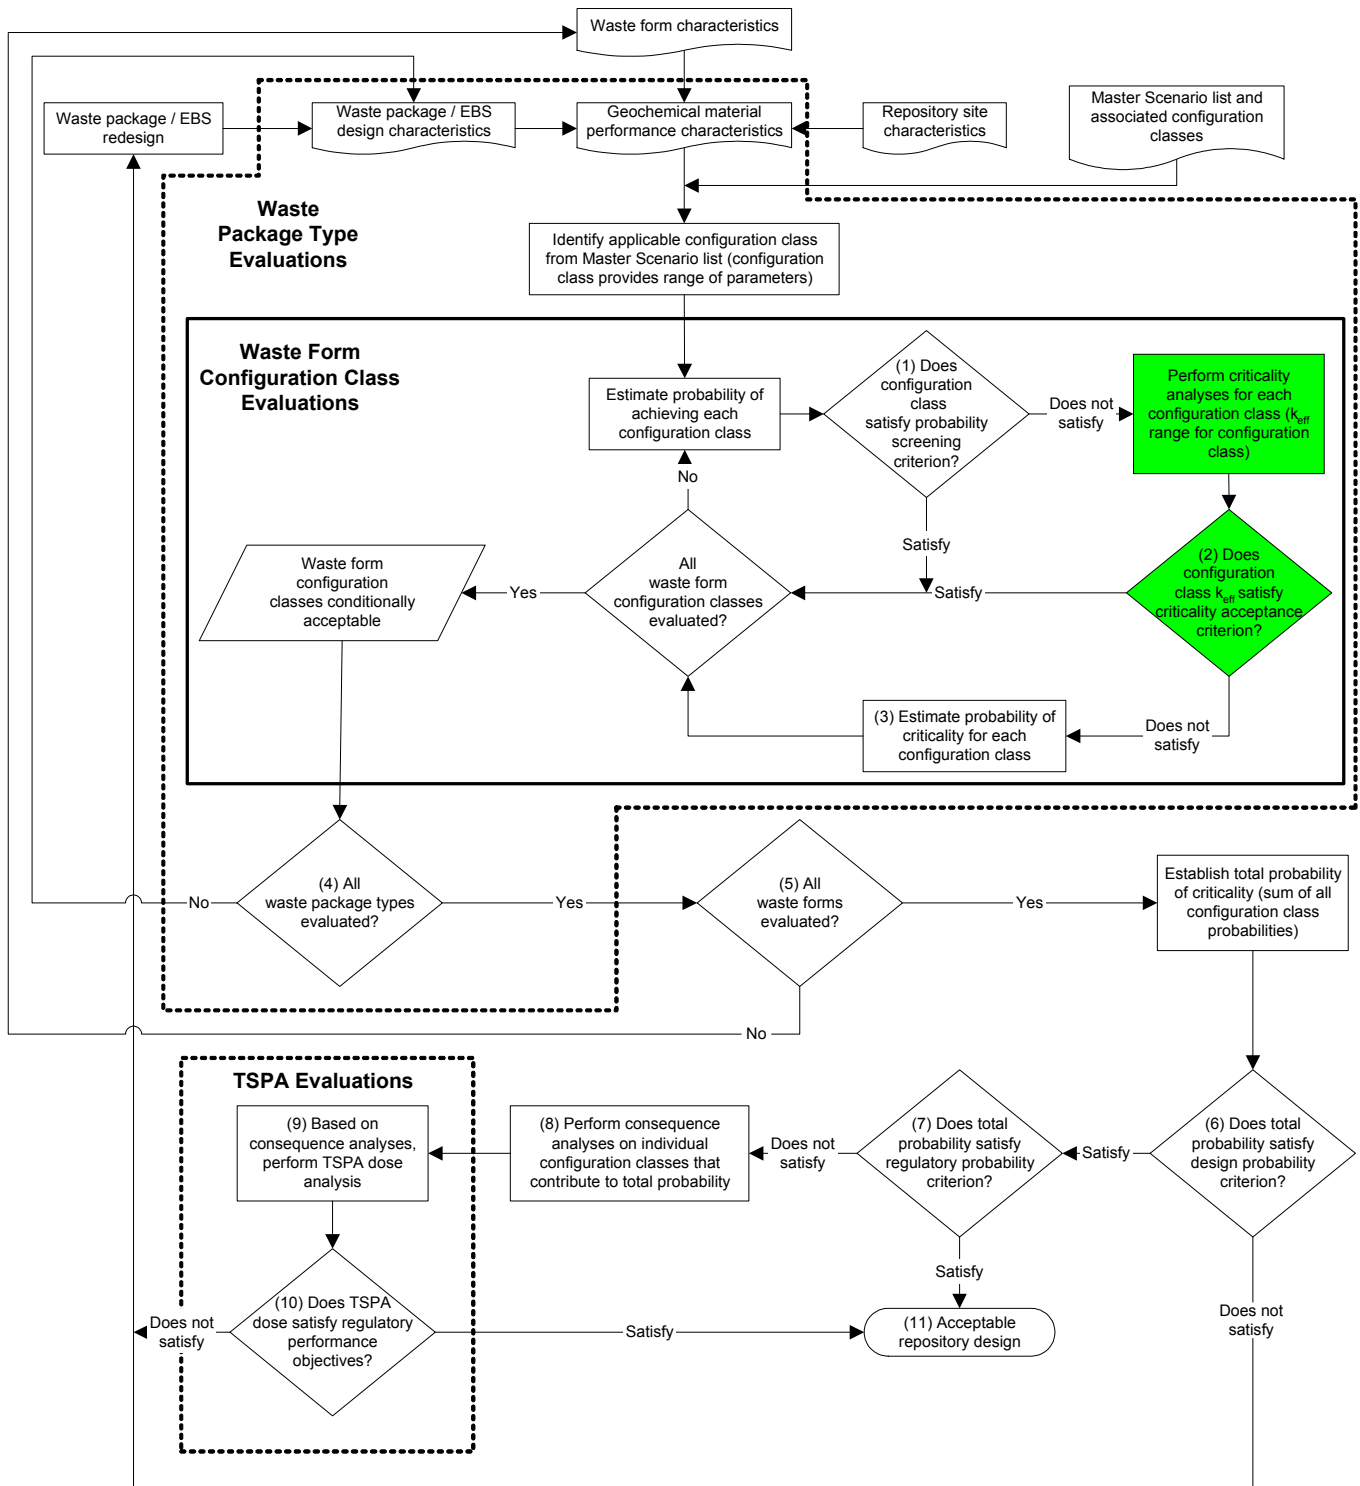 Waste form characteristics
Waste package / EBS
redesign
Waste package / EBS
design characteristics
Geochemical material
performance characteristics
Repository site
characteristics
Master Scenario list and
associated configuration
classes
Waste
Package Type
Evaluations
Identify applicable configuration class
from Master Scenario list (configuration
class provides range of parameters)
Waste Form
Configuration Class
Evaluations
Estimate probability of
achieving each
configuration class
(1) Does
configuration
class
satisfy probability
screening
criterion?
Does not
satisfy
Perform criticality
analyses for each
configuration class (keff
range for configuration
class)
No
Satisfy
Waste form
configuration
classes conditionally
acceptable
Yes
All
waste form
configuration classes
evaluated?
Satisfy
(2) Does
configuration
class keff satisfy
criticality acceptance
criterion?
(3) Estimate probability of
criticality for each
configuration class
Does not
satisfy
No
(4) All
waste package types
evaluated?
Yes
(5) All
waste forms
evaluated?
Yes
Establish total probability
of criticality (sum of all
configuration class
probabilities)
No
TSPA Evaluations
(9) Based on
consequence analyses,
perform TSPA dose
analysis
(8) Perform consequence
analyses on individual
configuration classes that
contribute to total probability
Does not
satisfy
(7) Does total
probability satisfy
regulatory probability
criterion?
Satisfy
(6) Does total
probability satisfy
design probability
criterion?
Satisfy
Does not
satisfy
(10) Does TSPA
dose satisfy regulatory
performance
objectives?
Satisfy
(11) Acceptable
repository design
Does not
satisfy